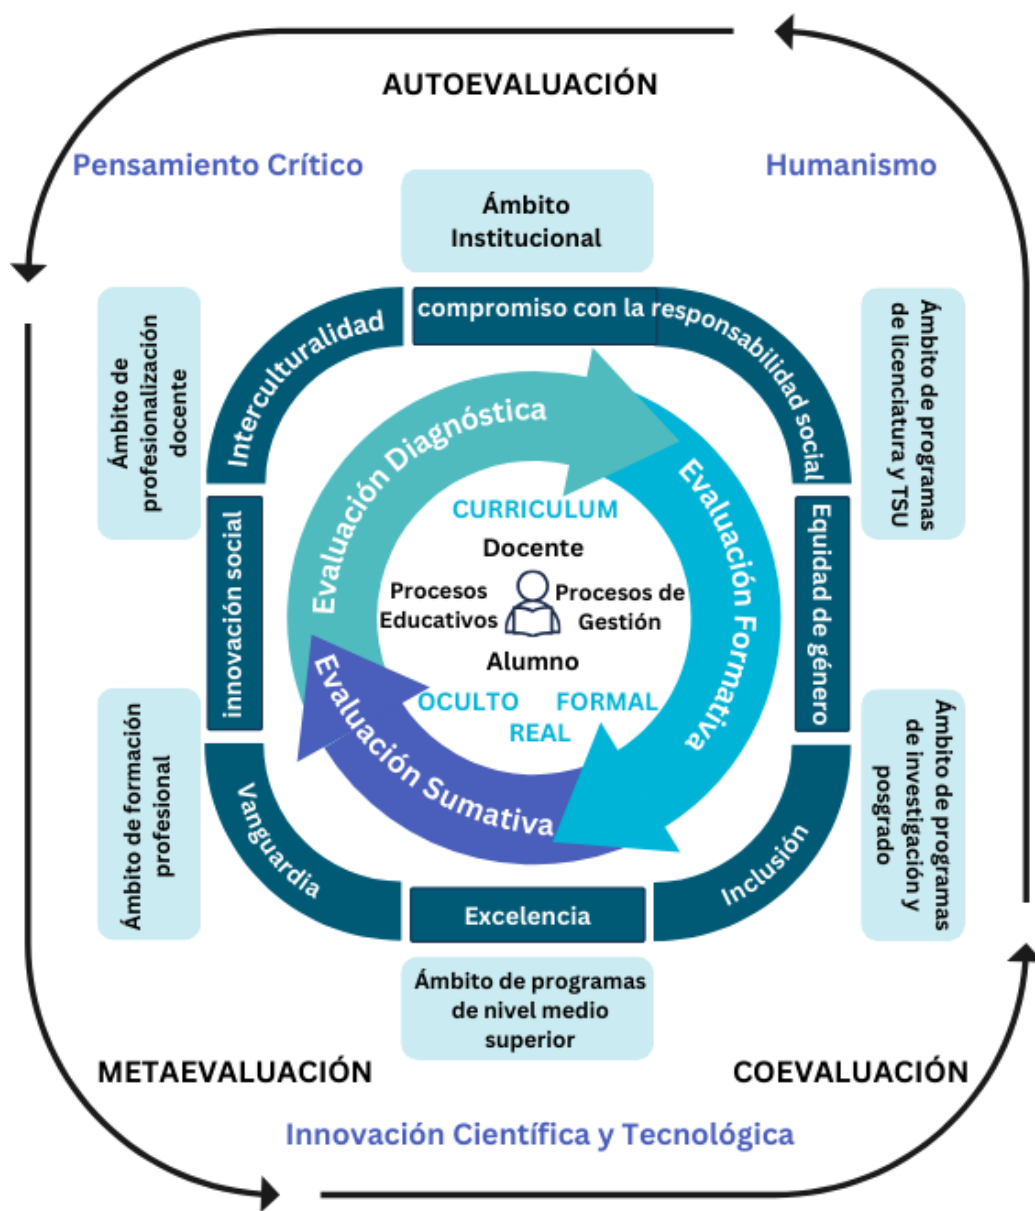 AUTOEVALUACIÓN
Pensamiento Crítico
Humanismo
Ámbito
Institucional
Ámbito de
profesionalización
docente
Ámbito de programas
de licenciatura y TSU
Interculturalidad
compromiso con la responsabilidad social
innovación social
Equidad de género
Evaluación Diagnóstica
Evaluación Formativa
Evaluación Sumativa
CURRICULUM
Docente
Procesos
Educativos
Procesos de
Gestión
Alumno
OCULTO
FORMAL
REAL
Ámbito de formación
profesional
Ámbito de programas
de investigación y
posgrado
Vanguardia
Excelencia
Inclusión
Ámbito de programas
de nivel medio
superior
METAEVALUACIÓN
COEVALUACIÓN
Innovación Científica y Tecnológica